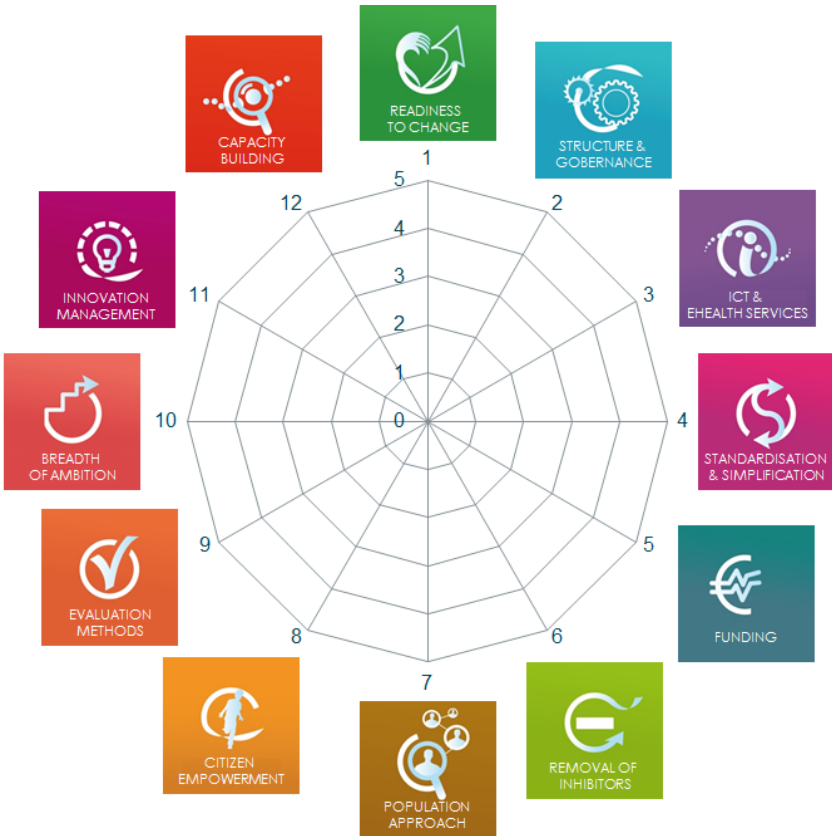 READINESS
TO CHANGE
CAPACITY
BUILDING
STRUCTURE &
GOBERNANCE
1
5
12
2
4
INNOVATION
MANAGEMENT
11
3
3
ICT &
EHEALTH SERVICES
2
1
BREADTH
OF AMBITION
10
0
4
STANDARDISATION
& SIMPLIFICATION
9
5
EVALUATION
METHODS
8
6
FUNDING
7
CITIZEN
EMPOWERMENT
POPULATION
APPROACH
REMOVAL OF
INHIBITORS